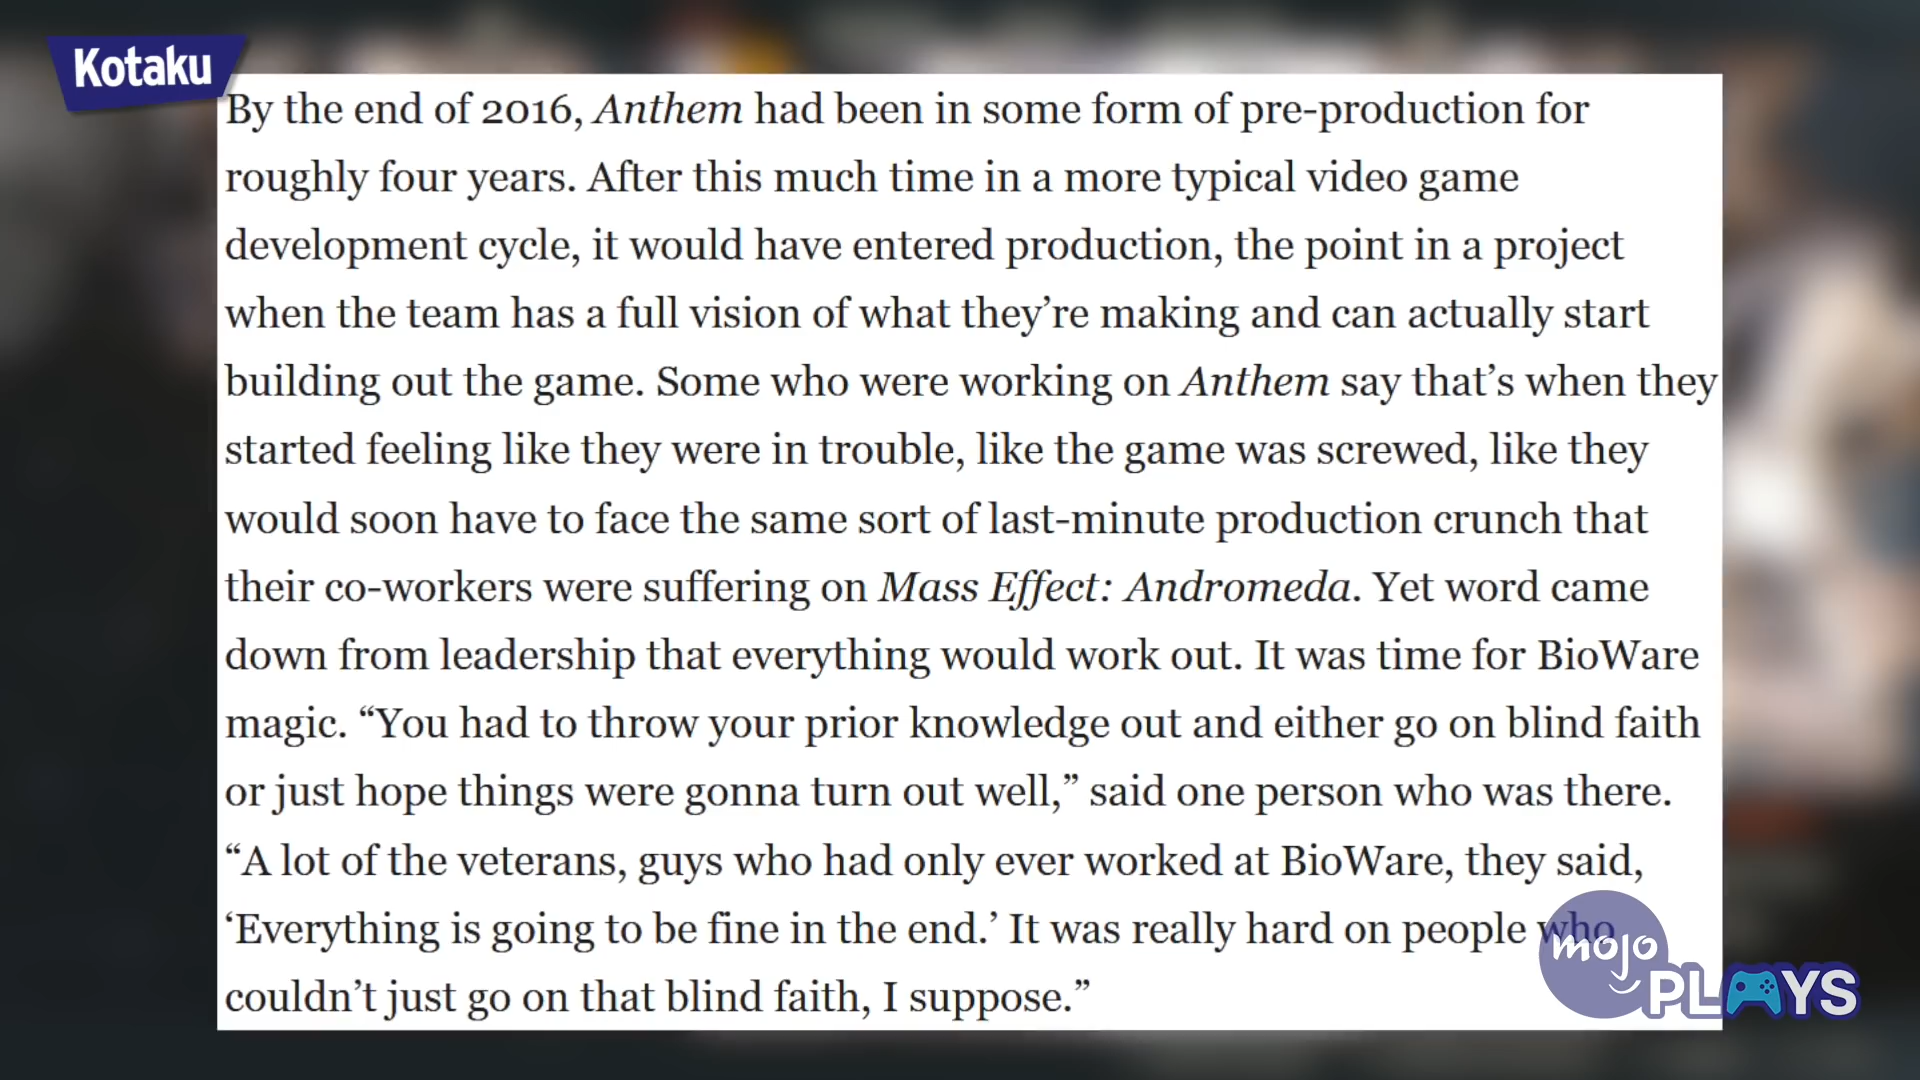 Kotaku
By the end of 2016, Anthem had been in some form of pre-production for
roughly four years. After this much time in a more typical video game
development cycle, it would have entered production, the point in a project
when the team has a full vision of what they’re making and can actually start
building out the game. Some who were working on Anthem say that’s when they
started feeling like they were in trouble, like the game was screwed, like they
would soon have to face the same sort of last-minute production crunch that
their co-workers were suffering on Mass Effect: Andromeda. Yet word came
down from leadership that everything would work out. It was time for BioWare
magic. “You had to throw your prior knowledge out and either go on blind faith
or just hope things were gonna turn out well,” said one person who was there.
“A lot of the veterans, guys who had only ever worked at BioWare, they said,
‘Everything is going to be fine in the end.’ It was really hard on people who
couldn’t just go on that blind faith, I suppose.”
mojo
PLAYS